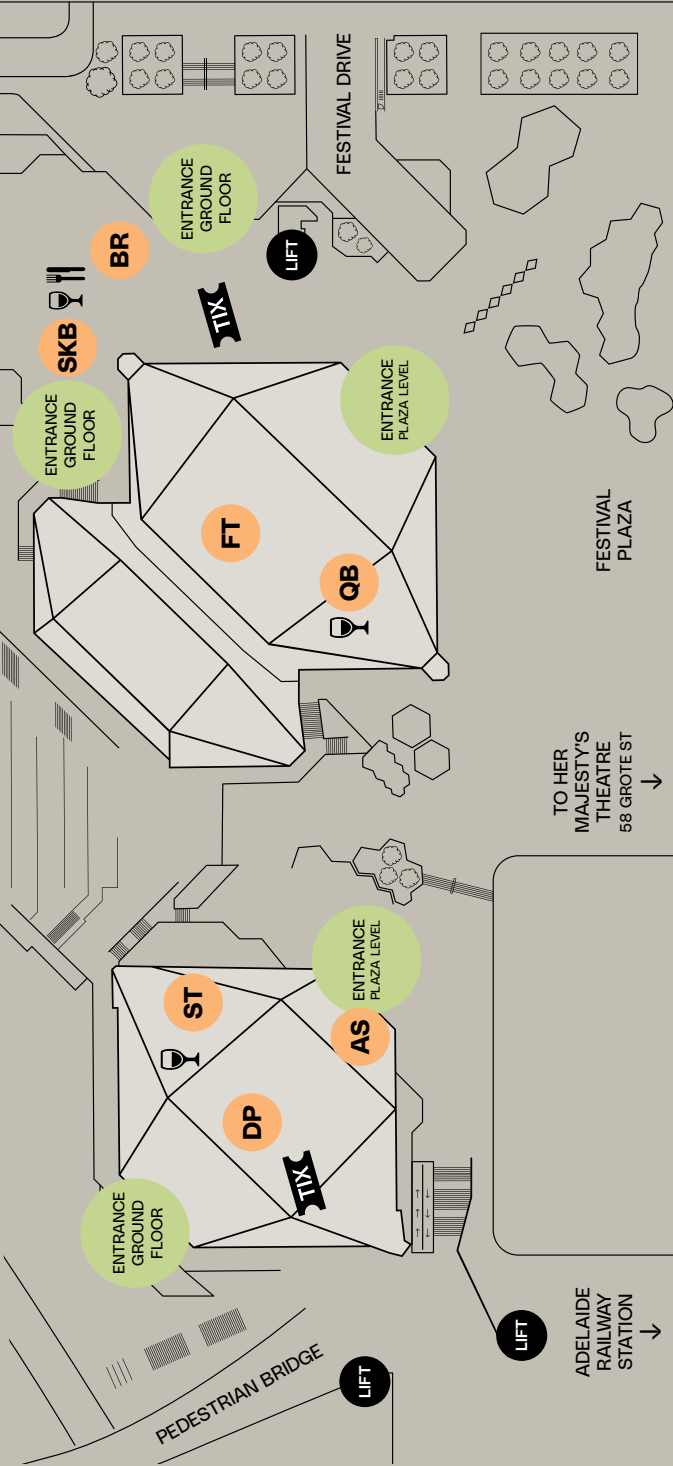 FESTIVAL DRIVE
ENTRANCE
GROUND
FLOOR
BR
LIFT
TIX
SKB
ENTRANCE
GROUND
FLOOR
ENTRANCE
PLAZA LEVEL
FT
QB
FESTIVAL
PLAZA
TO HER
MAJESTY'S
THEATRE
58 GROTE ST
ENTRANCE
PLAZA LEVEL
ST
AS
DP
TIX
ENTRANCE
GROUND
FLOOR
LIFT
ADELAIDE
RAILWAY
STATION
LIFT
PEDESTRIAN BRIDGE